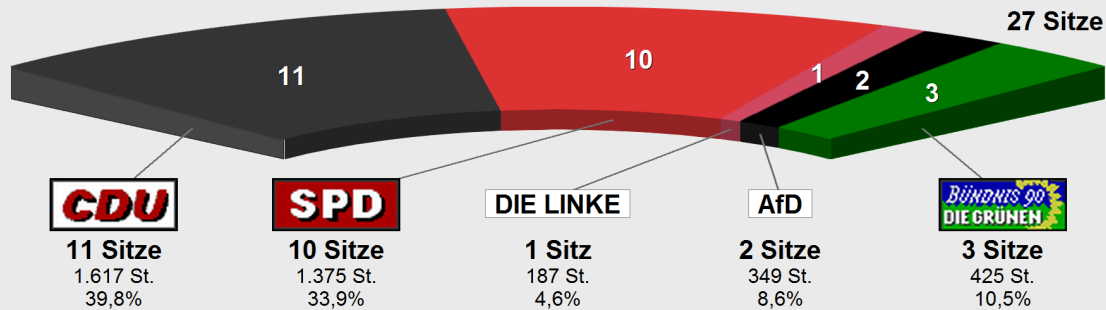 27 Sitze
11
10
1
2
3
CDU
SPD
DIE LINKE
AfD
BÜNDNIS 90
DIE GRÜNEN
11 Sitze
10 Sitze
1 Sitz
2 Sitze
3 Sitze
1.617 St.
1.375 St.
187 St.
349 St.
425 St.
39,8%
33,9%
4,6%
8,6%
10,5%